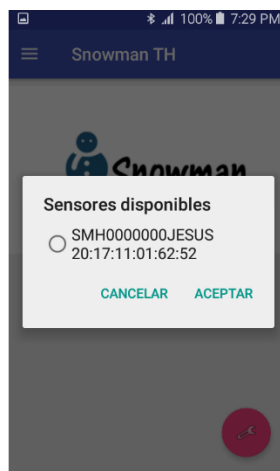 100% 7:29 PM
Snowman TH
Snowman
Sensores disponibles
SMH0000000JESUS
20:17:11:01:62:52
CANCELAR ACEPTAR